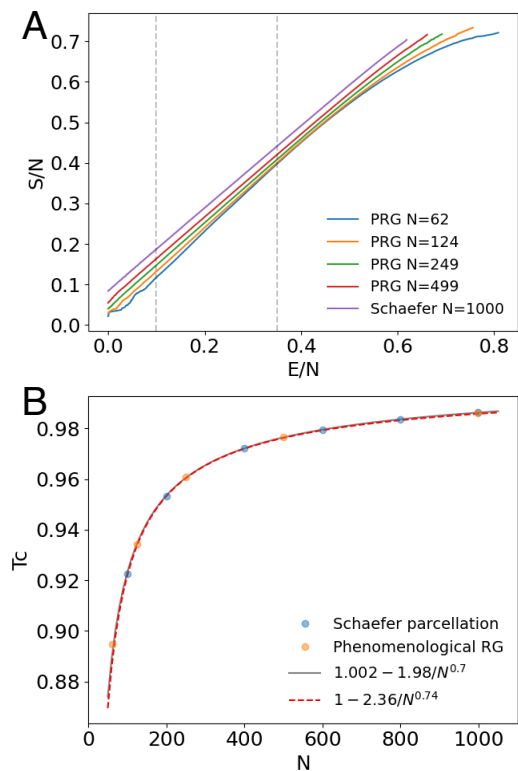 A
S/N
0.7
0.6
0.5
0.4
0.3
0.2
0.1
0.0
PRG N=62
PRG N=124
PRG N=249
PRG N=499
Schaefer N=1000
0.0 0.2 0.4 0.6 0.8
E/N
B
Tc
0.98
0.96
0.94
0.92
0.90
0.88
Schaefer parcellation
Phenomenological RG
1.002 − 1.98/N^0.7
1 − 2.36/N^0.74
0 200 400 600 800 1000
N